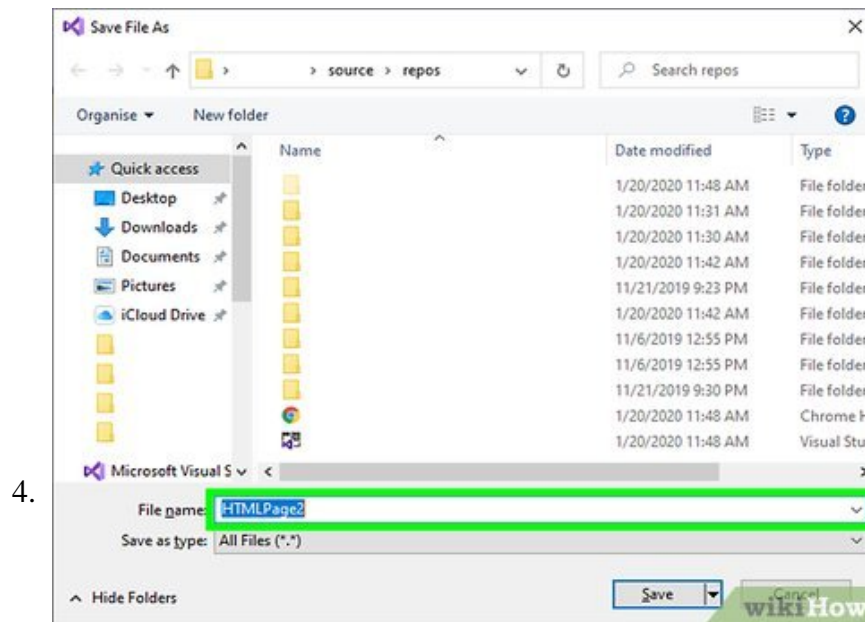 Save File As
source > repos
Search repos
Organise
New folder
Name
Date modified
Type
Quick access
Desktop
Downloads
Documents
Pictures
iCloud Drive
1/20/2020 11:48 AM File folder
1/20/2020 11:31 AM File folder
1/20/2020 11:30 AM File folder
1/20/2020 11:42 AM File folder
11/21/2019 9:23 PM File folder
1/20/2020 11:42 AM File folder
11/6/2019 12:55 PM File folder
11/6/2019 12:55 PM File folder
11/21/2019 9:30 PM File folder
1/20/2020 11:48 AM Chrome H
1/20/2020 11:48 AM Visual Stu
Microsoft Visual S
4.
File name: HTMLPage2
Save as type: All Files (*.*)
Hide Folders
Save
Cancel
wikiHow